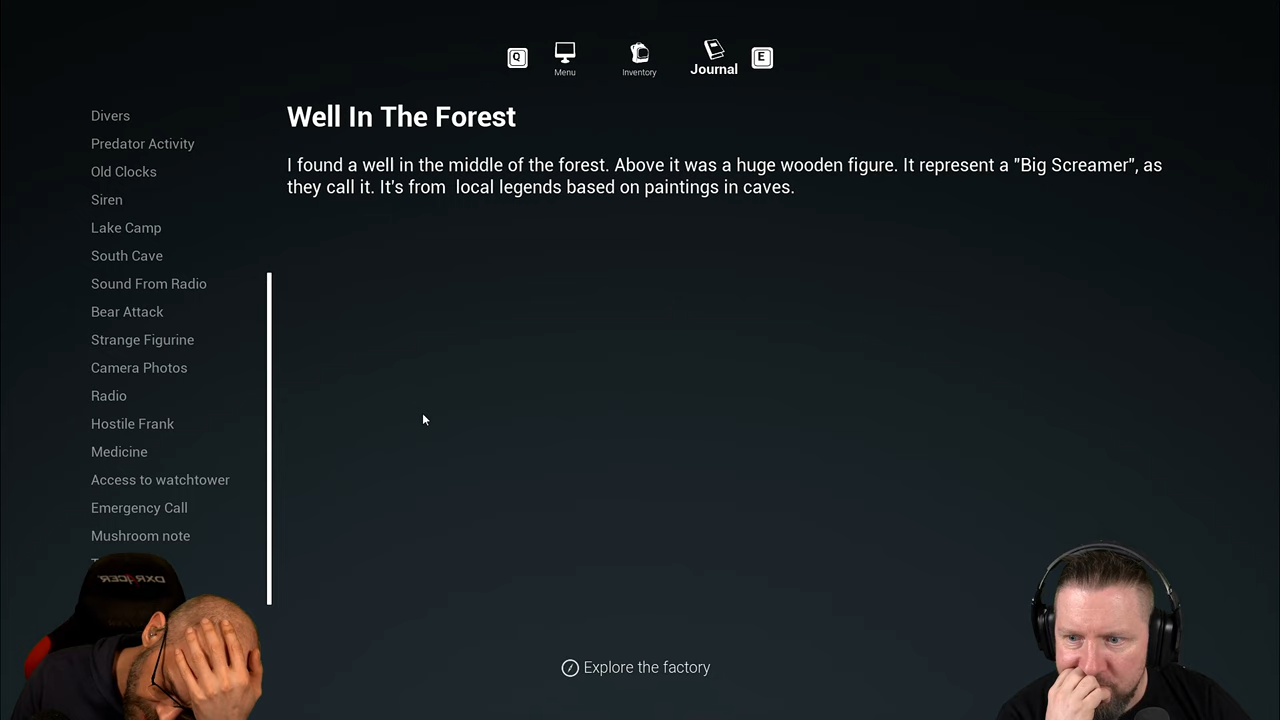 Q
Menu
Inventory
Journal
E
Divers
Predator Activity
Old Clocks
Siren
Lake Camp
South Cave
Sound From Radio
Bear Attack
Strange Figurine
Camera Photos
Radio
Hostile Frank
Medicine
Access to watchtower
Emergency Call
Mushroom note
Well In The Forest
I found a well in the middle of the forest. Above it was a huge wooden figure. It represent a "Big Screamer", as
they call it. It's from  local legends based on paintings in caves.
Explore the factory
DXRACER